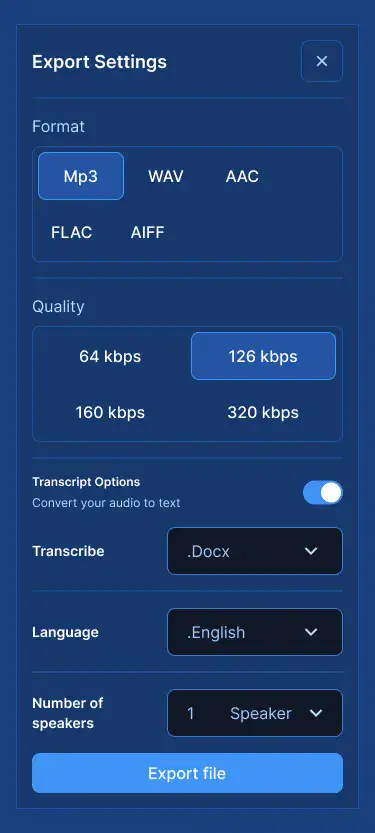 Export Settings
Format
Mp3 WAV AAC
FLAC AIFF
Quality
64 kbps 126 kbps
160 kbps 320 kbps
Transcript Options
Convert your audio to text
Transcribe .Docx
Language .English
Number of
speakers 1 Speaker
Export file